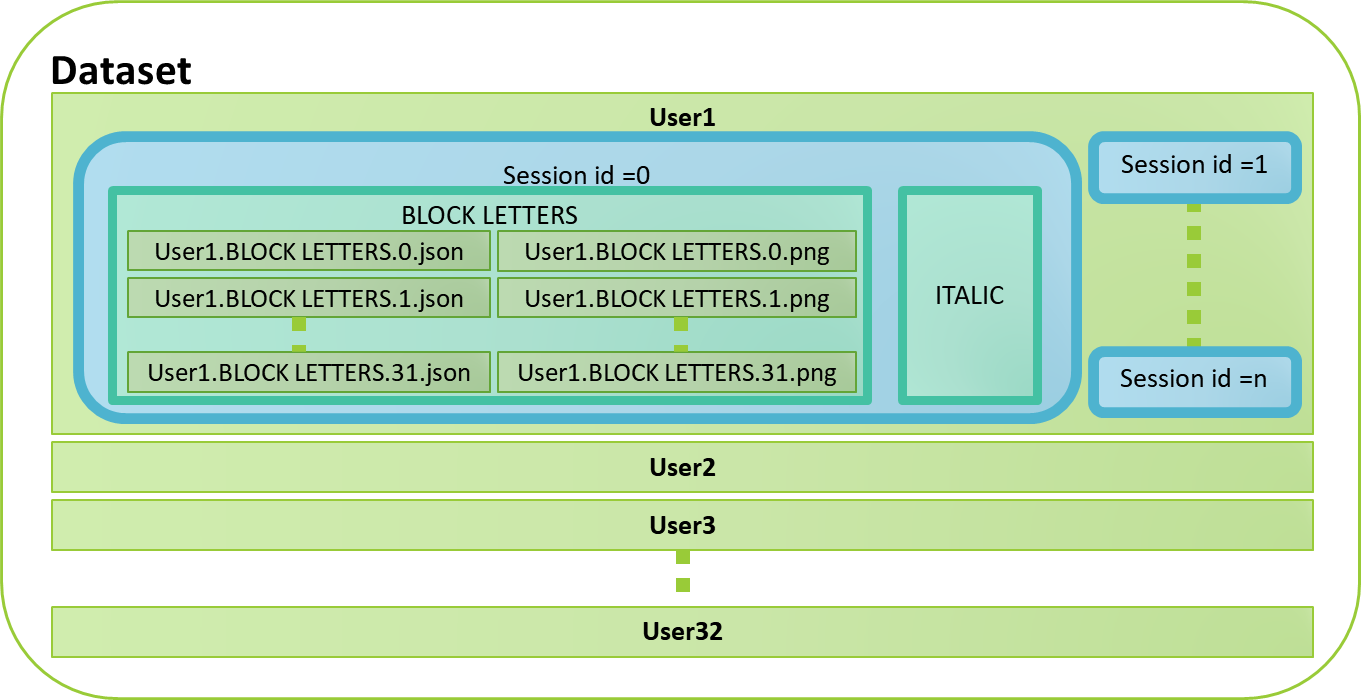 Dataset
User1
Session id =0
BLOCK LETTERS
User1.BLOCK LETTERS.0.json
User1.BLOCK LETTERS.0.png
User1.BLOCK LETTERS.1.json
User1.BLOCK LETTERS.1.png
User1.BLOCK LETTERS.31.json
User1.BLOCK LETTERS.31.png
ITALIC
Session id =1
Session id =n
User2
User3
User32